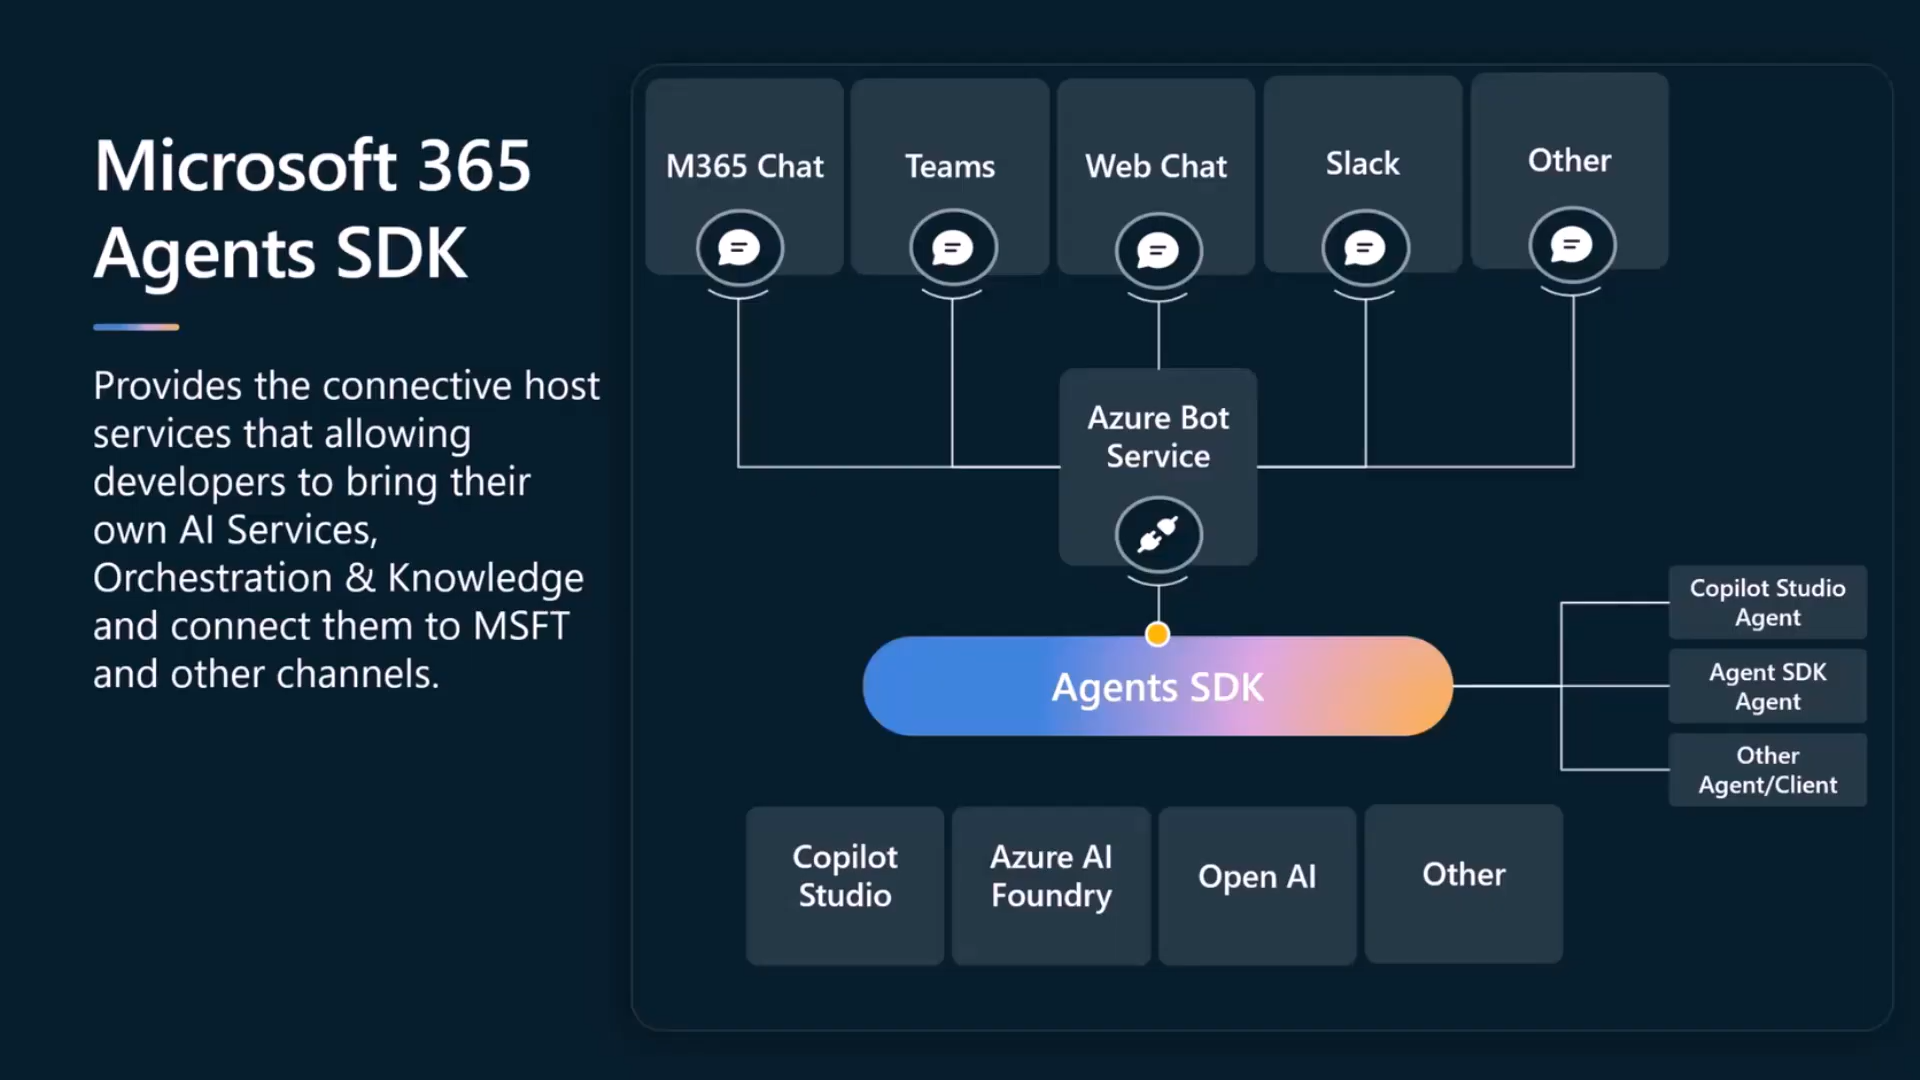 Microsoft 365
Agents SDK
Provides the connective host
services that allowing
developers to bring their
own AI Services,
Orchestration & Knowledge
and connect them to MSFT
and other channels.
M365 Chat
Teams
Web Chat
Slack
Other
Azure Bot
Service
Agents SDK
Copilot Studio
Agent
Agent SDK
Agent
Other
Agent/Client
Copilot
Studio
Azure AI
Foundry
Open AI
Other